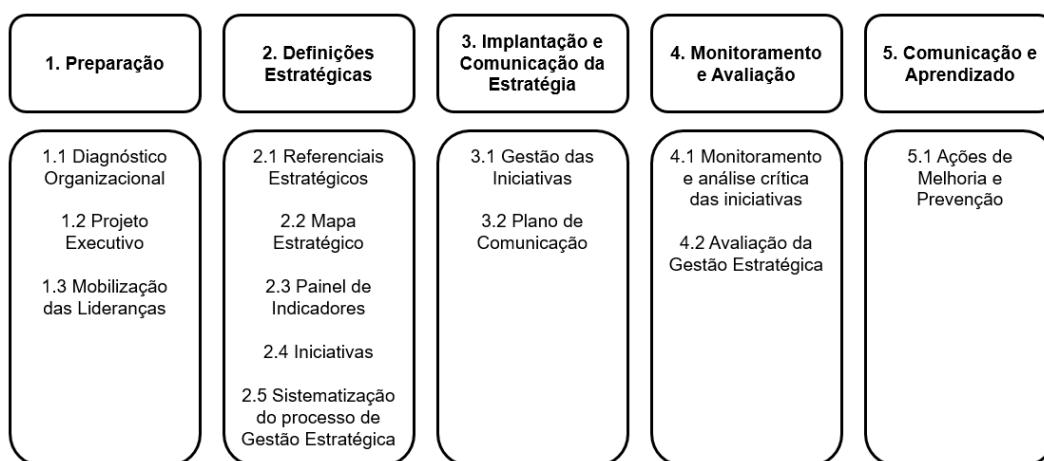 1. Preparação
2. Definições
Estratégicas
3. Implantação e
Comunicação da
Estratégia
4. Monitoramento
e Avaliação
5. Comunicação e
Aprendizado
1.1 Diagnóstico
Organizacional
1.2 Projeto
Executivo
1.3 Mobilização
das Lideranças
2.1 Referenciais
Estratégicos
2.2 Mapa
Estratégico
2.3 Painel de
Indicadores
2.4 Iniciativas
2.5 Sistematização
do processo de
Gestão Estratégica
3.1 Gestão das
Iniciativas
3.2 Plano de
Comunicação
4.1 Monitoramento
e análise crítica
das iniciativas
4.2 Avaliação da
Gestão Estratégica
5.1 Ações de
Melhoria e
Prevenção